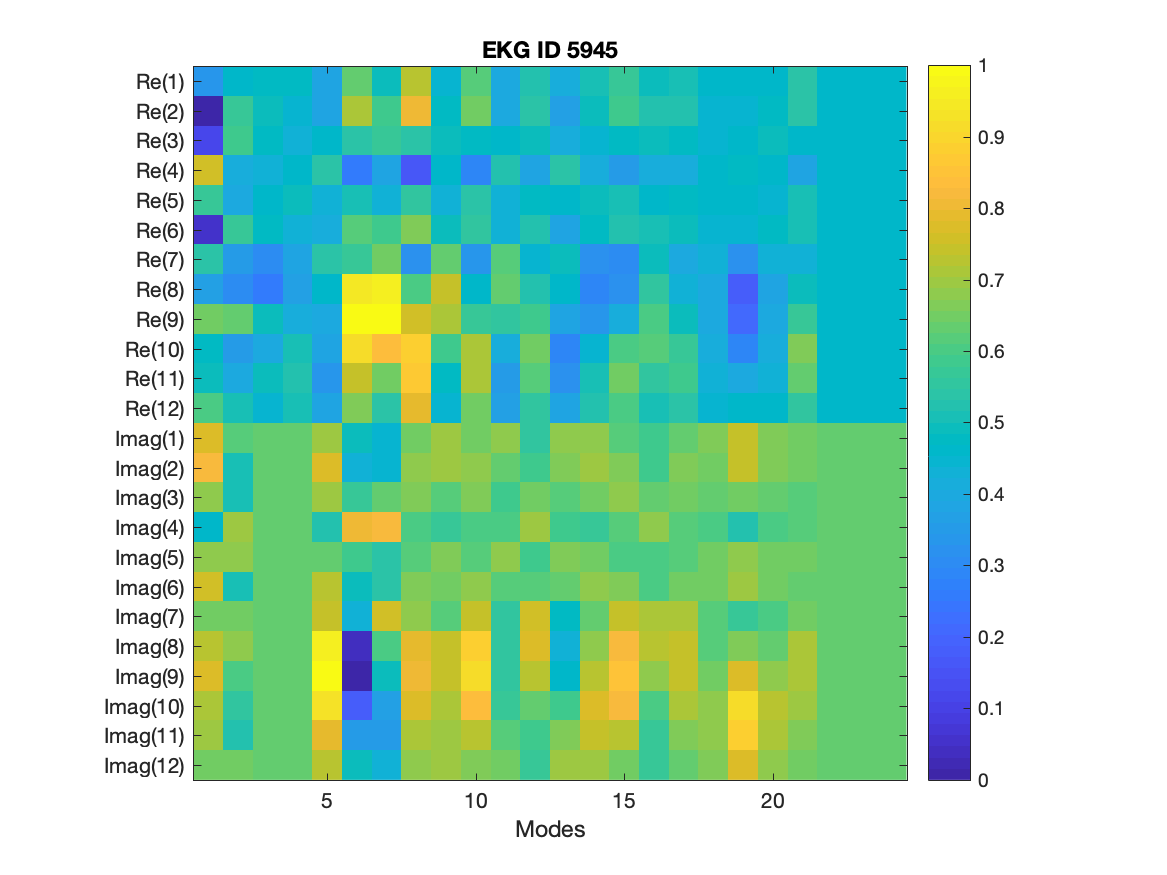 EKG ID 5945
Re(1)
Re(2)
Re(3)
Re(4)
Re(5)
Re(6)
Re(7)
Re(8)
Re(9)
Re(10)
Re(11)
Re(12)
Imag(1)
Imag(2)
Imag(3)
Imag(4)
Imag(5)
Imag(6)
Imag(7)
Imag(8)
Imag(9)
Imag(10)
Imag(11)
Imag(12)
5 10 15 20
Modes
1
0.9
0.8
0.7
0.6
0.5
0.4
0.3
0.2
0.1
0